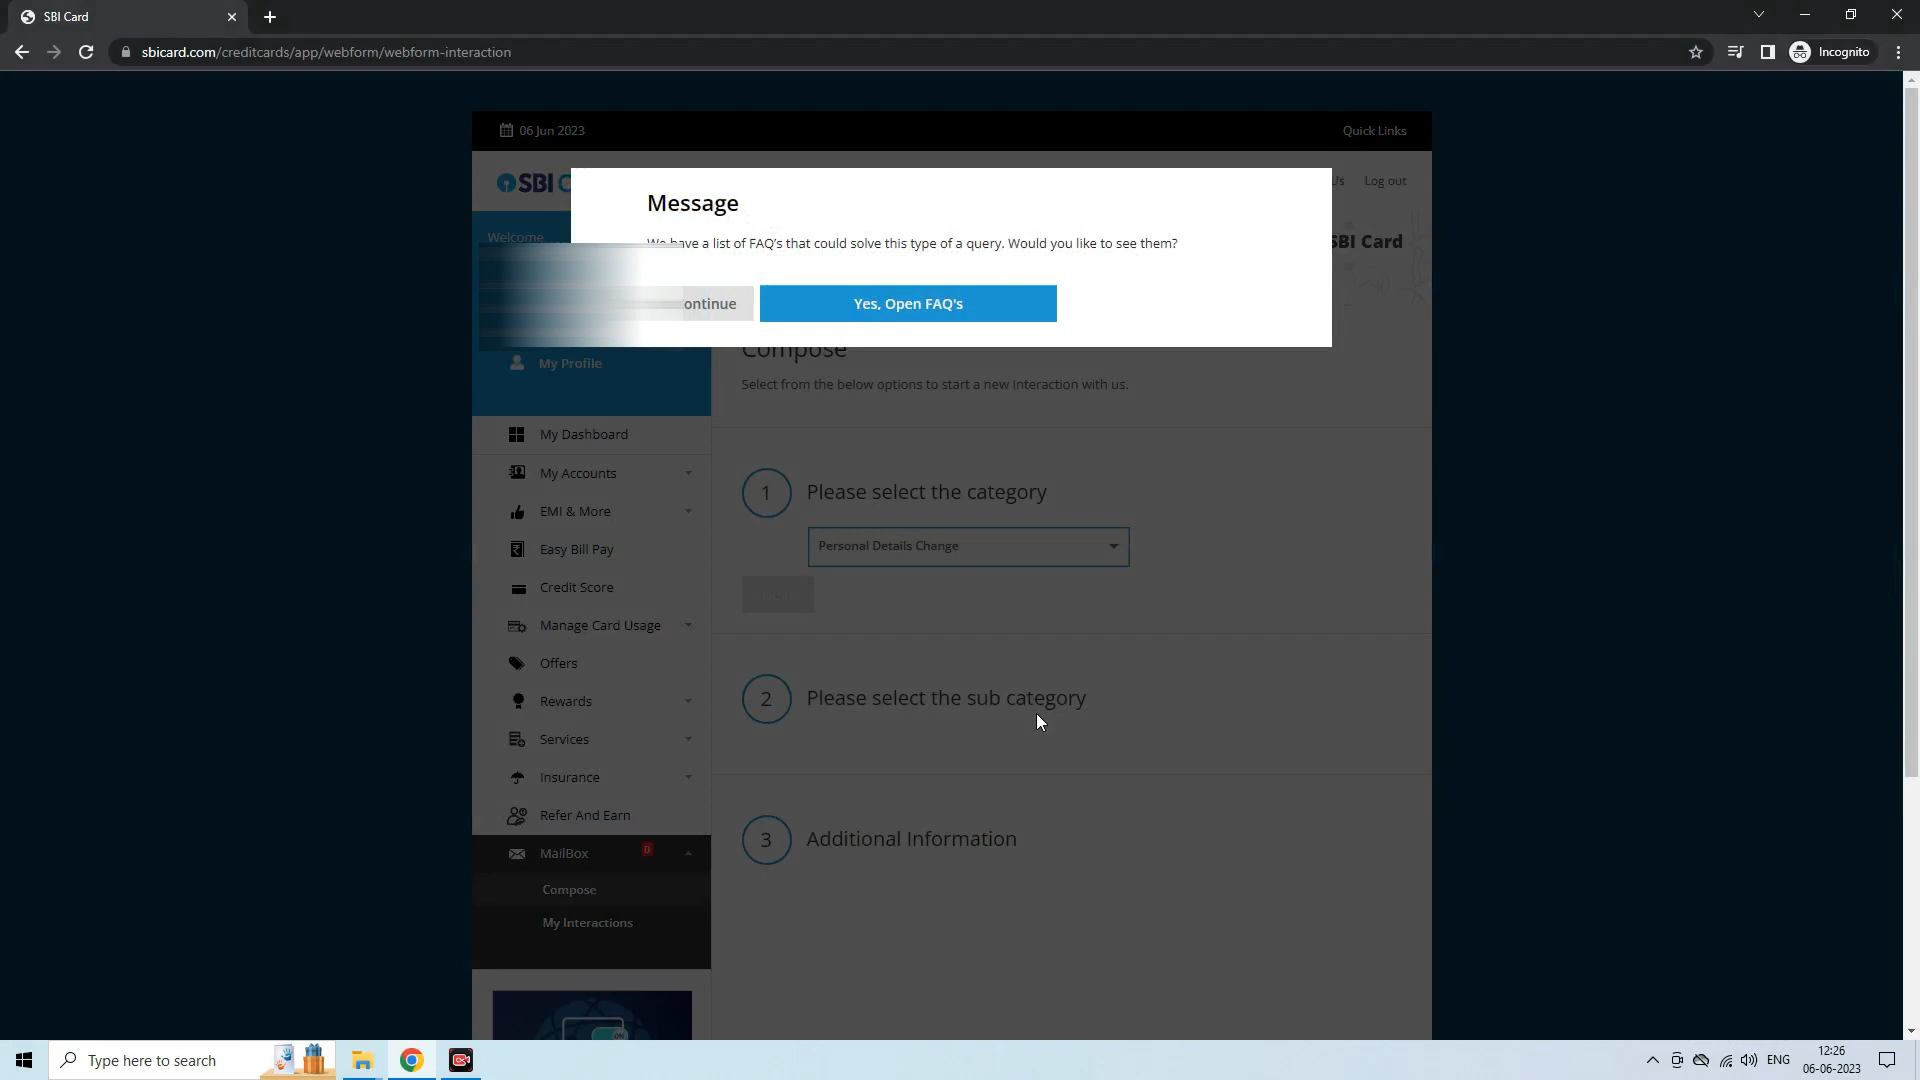 SBI Card
sbicard.com/creditcards/app/webform/webform-interaction
Incognito
06 Jun 2023
Quick Links
SBI
Us
Log out
Message
Welcome
We have a list of FAQ's that could solve this type of a query. Would you like to see them?
SBI Card
ontinue
Yes, Open FAQ's
Compose
My Profile
Select from the below options to start a new Interaction with us.
My Dashboard
My Accounts
EMI & More
Easy Bill Pay
Credit Score
Manage Card Usage
Offers
Rewards
Services
Insurance
Refer And Earn
MailBox
0
Compose
My Interactions
1
Please select the category
Personal Details Change
2
Please select the sub category
3
Additional Information
ON
Type here to search
ENG
12:26
06-06-2023